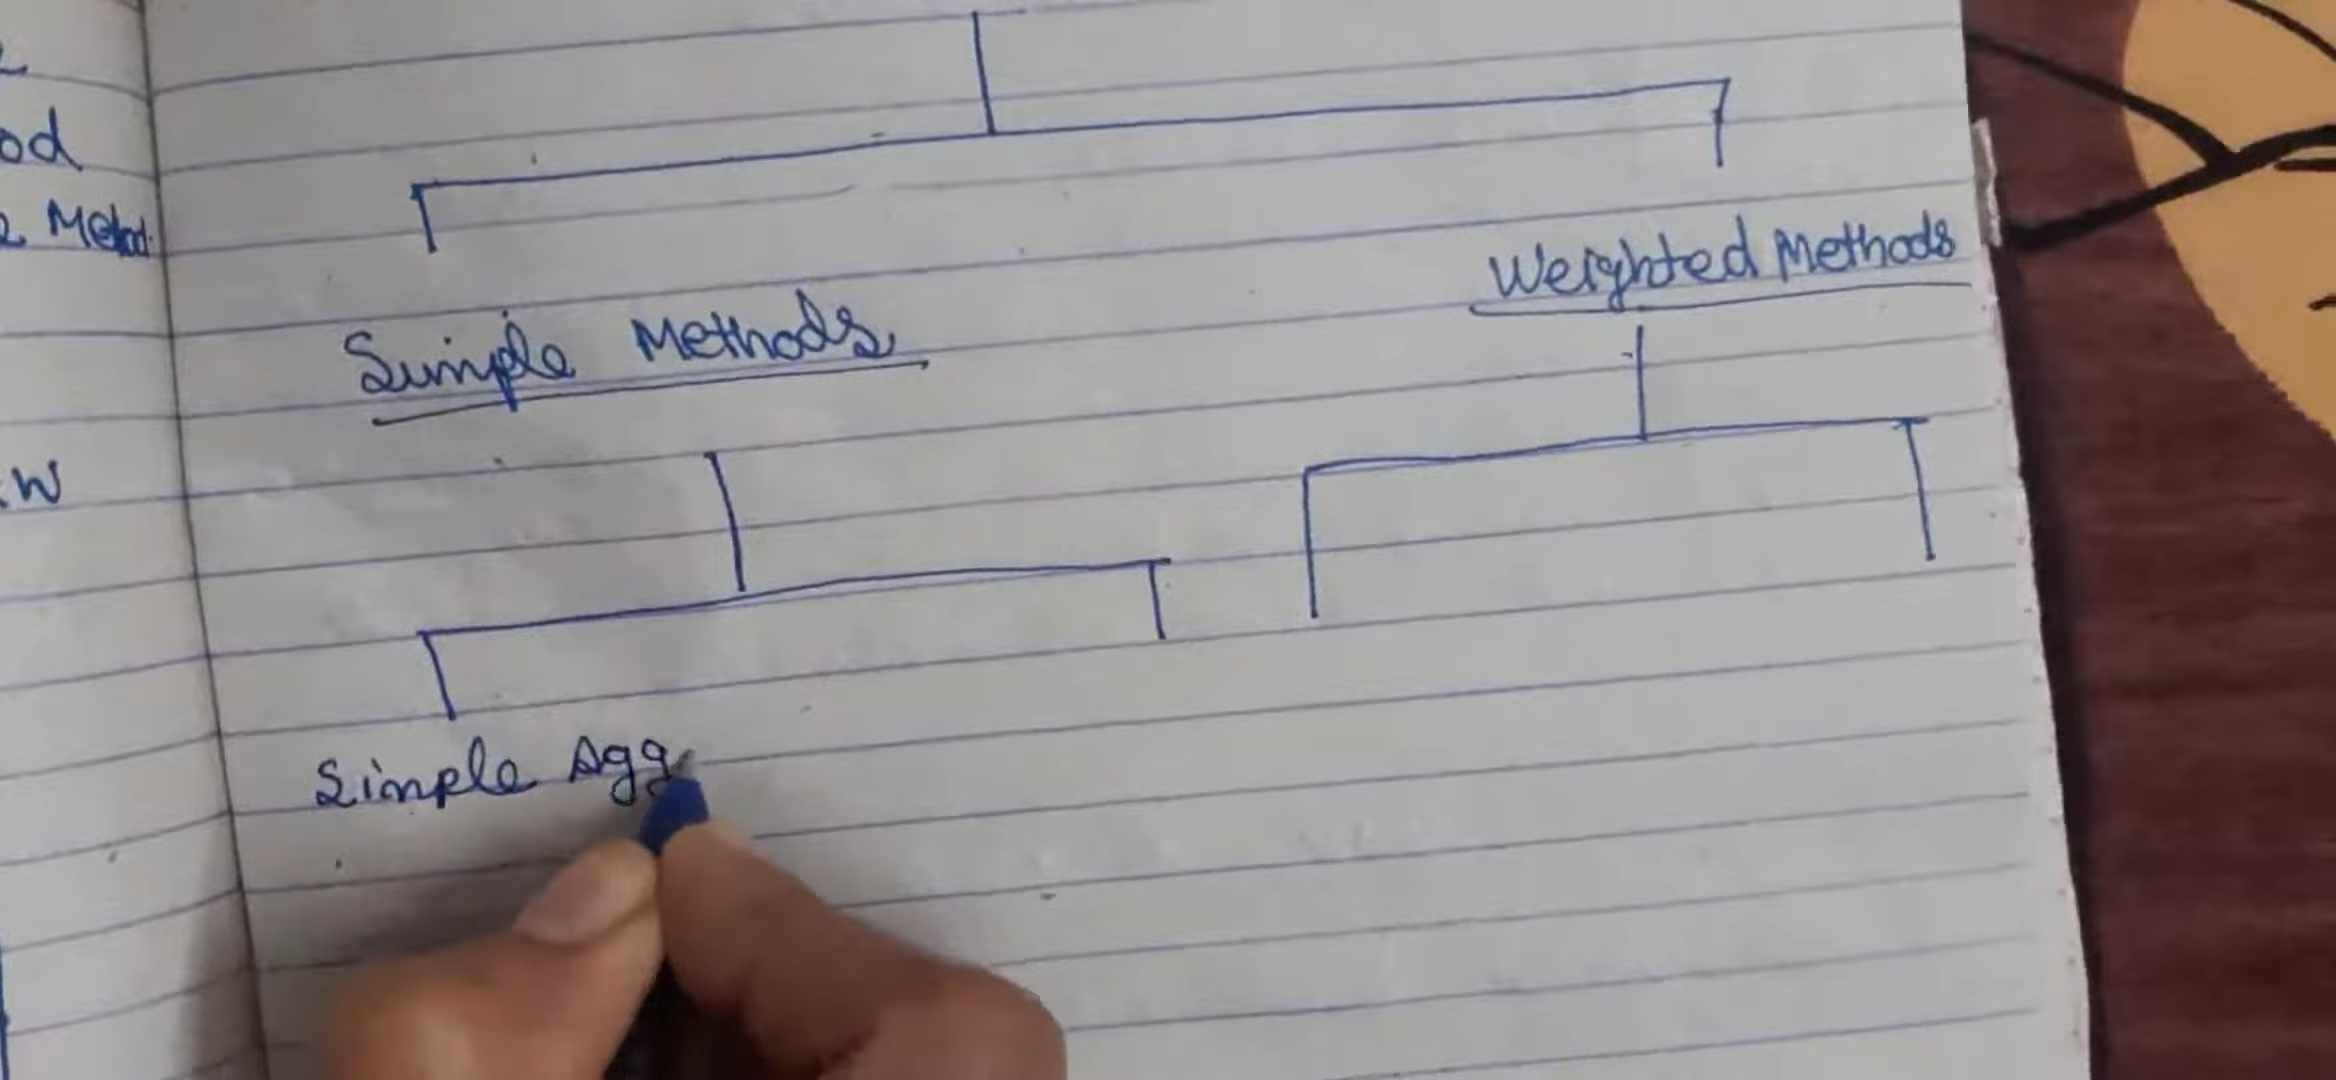 od
Weighted Methods
Simple Methods
W
Simple Agg